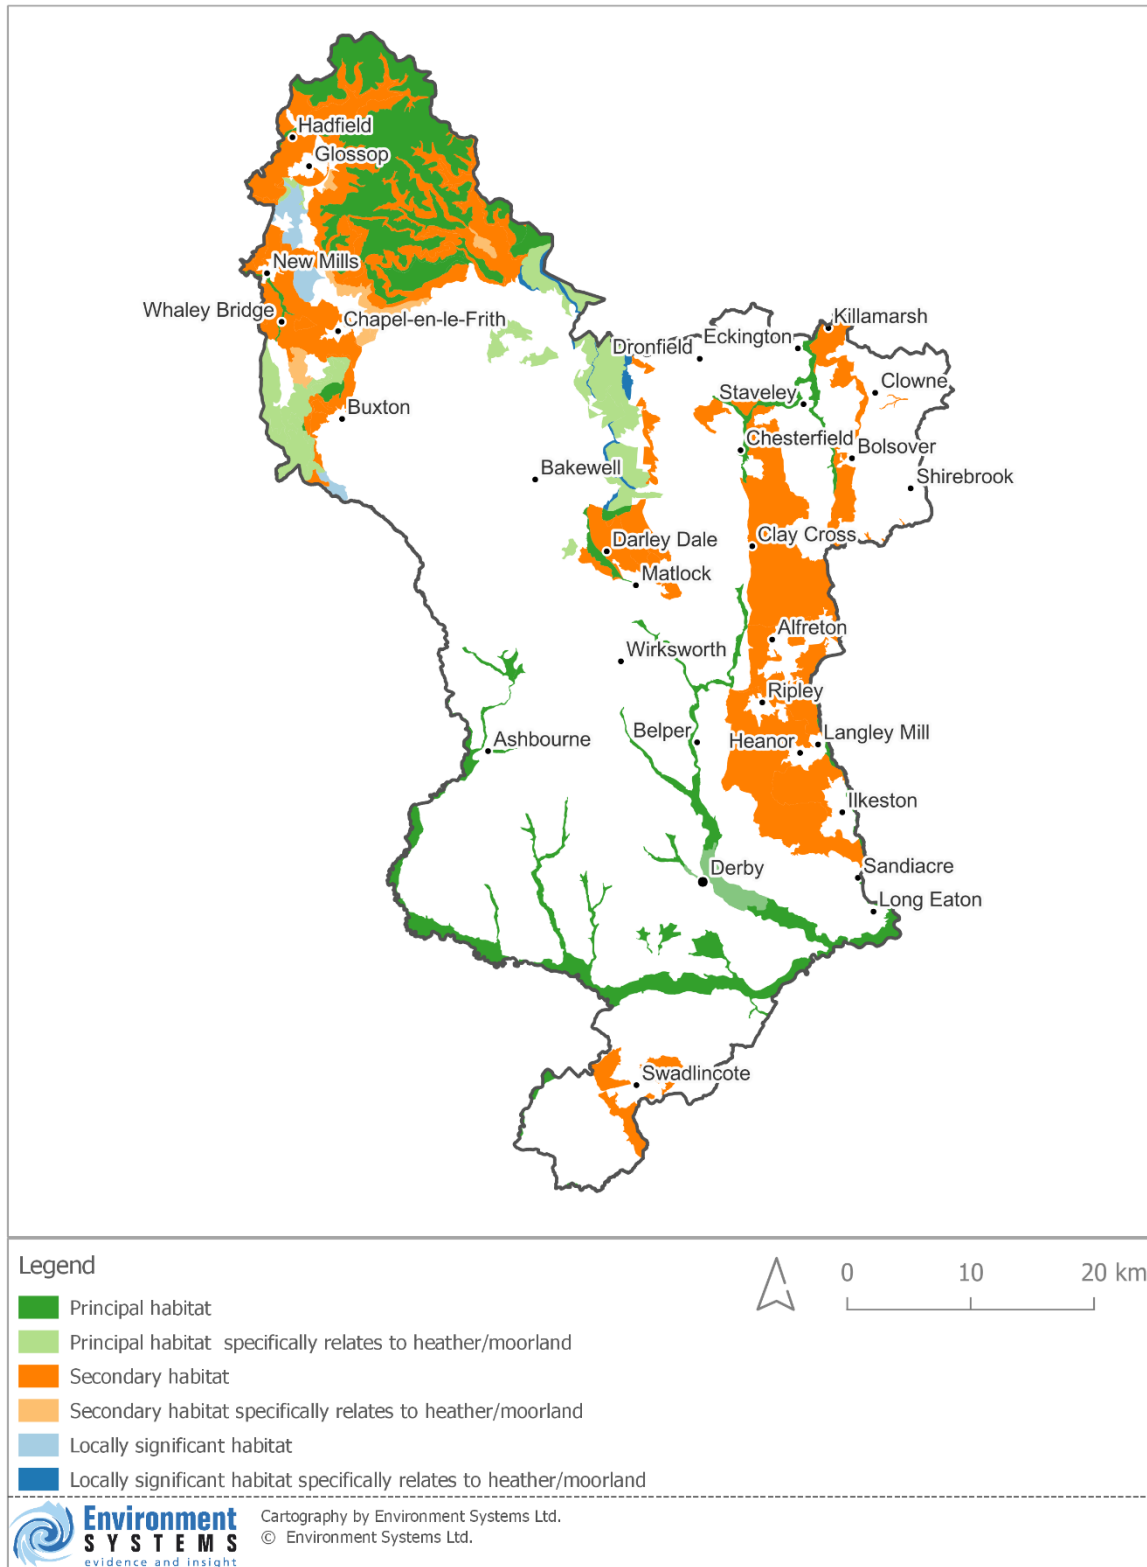 Hadfield
Glossop
New Mills
Whaley Bridge
Chapel-en-le-Frith
Killamarsh
Eckington
Dronfield
Clowne
Staveley
Buxton
Chesterfield
Bolsover
Bakewell
Shirebrook
Darley Dale
Clay Cross
Matlock
Alfreton
Wirksworth
Ripley
Belper
Heanor
Langley Mill
Ashbourne
Ilkeston
Sandiacre
Derby
Long Eaton
Swadlincote
Legend
0 10 20 km
Principal habitat
Principal habitat specifically relates to heather/moorland
Secondary habitat
Secondary habitat specifically relates to heather/moorland
Locally significant habitat
Locally significant habitat specifically relates to heather/moorland
Environment
SYSTEMS
evidence and insight
Cartography by Environment Systems Ltd.
© Environment Systems Ltd.